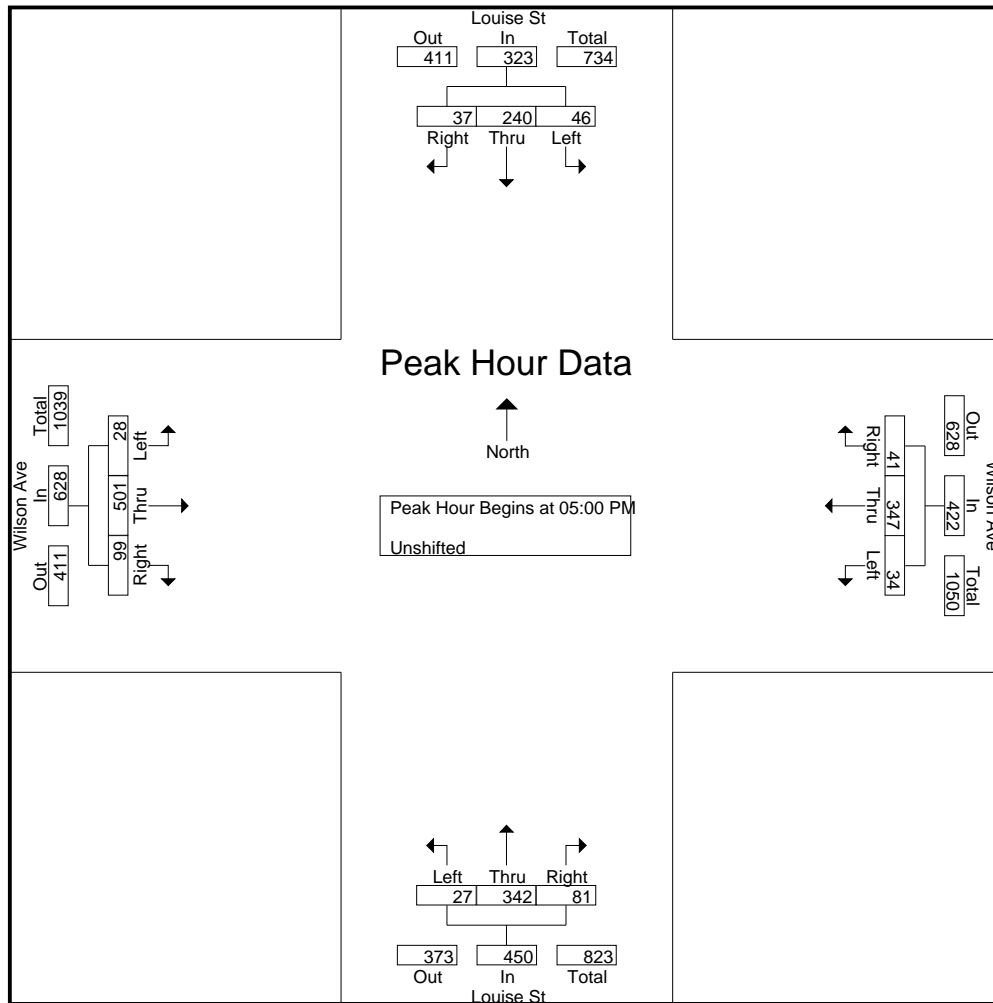 Louise St
Out In Total
411 323 734
37 240 46
Right Thru Left
Peak Hour Data
North
Peak Hour Begins at 05:00 PM
Unshifted
Wilson Ave
Total In Out
1039 628 411
28 501 99
Left Thru Right
Right Thru Left
41 347 34
Out In Total
628 422 1050
Wilson Ave
Left Thru Right
27 342 81
373 450 823
Out In Total
Louise St